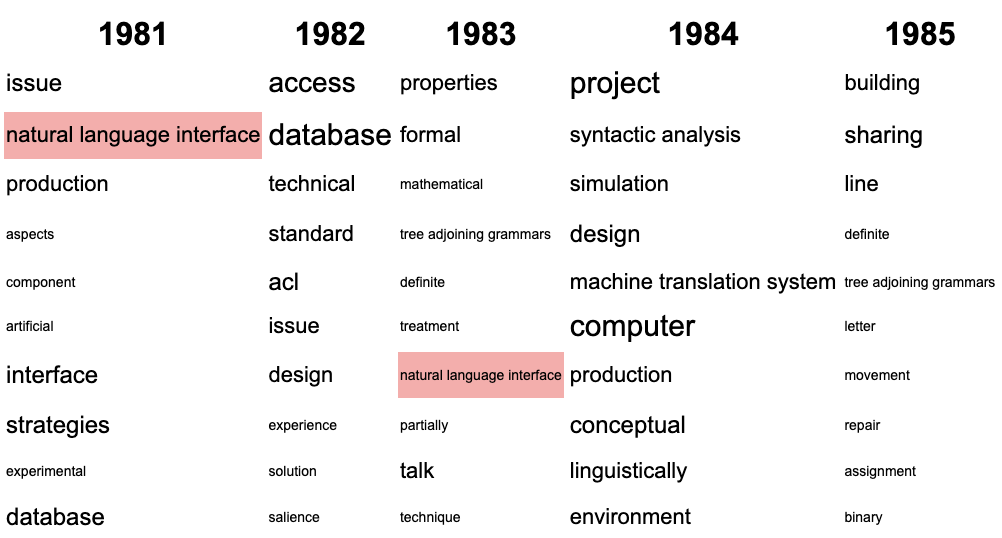 1981 1982 1983 1984 1985
issue access properties project building
natural language interface database formal syntactic analysis sharing
production technical mathematical simulation line
aspects standard tree adjoining grammars design definite
component acl definite machine translation system tree adjoining grammars
artificial issue treatment computer letter
interface design natural language interface production movement
strategies experience partially conceptual repair
experimental solution talk linguistically assignment
database salience technique environment binary